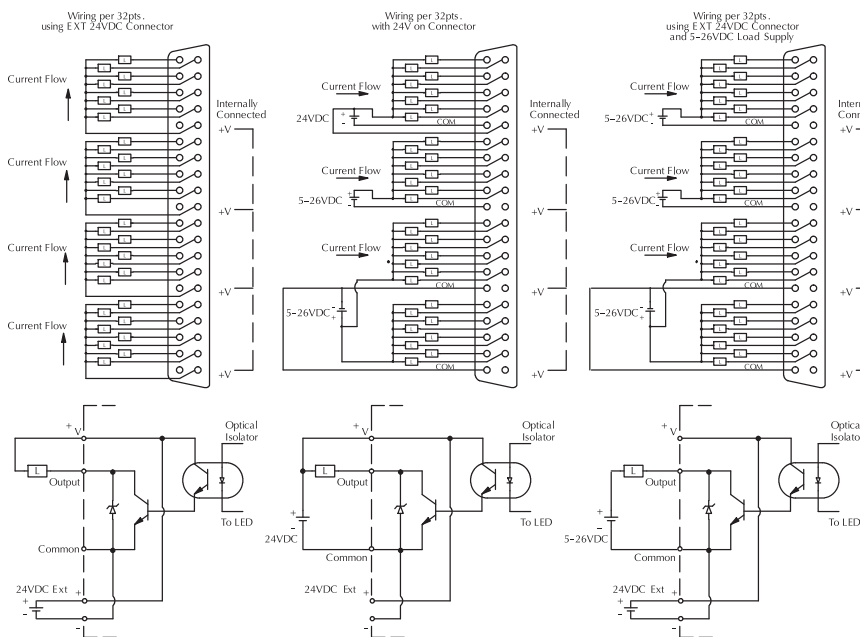 Wiring per 32pts.
using EXT 24VDC Connector
L
L
L
L
L
L
L
L
Current Flow
Internally
Connected
+V
L
L
L
L
L
L
L
L
Current Flow
+V
L
L
L
L
L
L
L
L
Current Flow
+V
L
L
L
L
L
L
L
L
Current Flow
+V
Wiring per 32pts.
with 24V on Connector
L
L
L
L
L
L
L
L
Current Flow
24VDC
+
-
COM
Internally
Connected
+V
L
L
L
L
L
L
L
L
Current Flow
5-26VDC
+
-
COM
+V
L
L
L
L
L
L
L
L
Current Flow
COM
+V
L
L
L
L
L
L
L
L
5-26VDC
-
+
COM
+V
Wiring per 32pts.
using EXT 24VDC Connector
and 5-26VDC Load Supply
L
L
L
L
L
L
L
L
Current Flow
5-26VDC
+
-
COM
+V
L
L
L
L
L
L
L
L
Current Flow
5-26VDC
+
-
COM
+V
L
L
L
L
L
L
L
L
Current Flow
COM
+V
L
L
L
L
L
L
L
L
5-26VDC
-
+
COM
+V
+ V
Optical
Isolator
L
Output
To LED
Common
24VDC Ext +
+
-
-
+ V
Optical
Isolator
L
Output
+
-
24VDC
To LED
Common
24VDC Ext +
-
+ V
Optical
Isolator
L
Output
+
-
5-26VDC
To LED
Common
24VDC Ext +
+
-
-